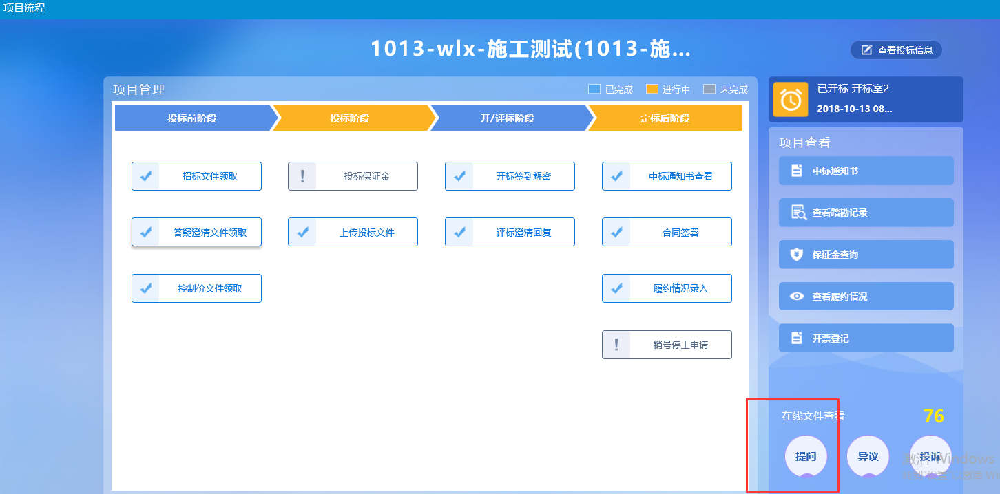 项目流程
1013-wlx-施工测试(1013-施...
查看投标信息
项目管理
已完成
进行中
未完成
投标前阶段
投标阶段
开/评标阶段
定标后阶段
招标文件领取
投标保证金
开标签到解密
中标通知书查看
答疑澄清文件领取
上传投标文件
评标澄清回复
合同签署
控制价文件领取
履约情况录入
销号停工申请
已开标 开标室2
2018-10-13 08...
项目查看
中标通知书
查看踏勘记录
保证金查询
查看履约情况
开票登记
在线文件查看
76
提问
异议
投诉
激活 Windows